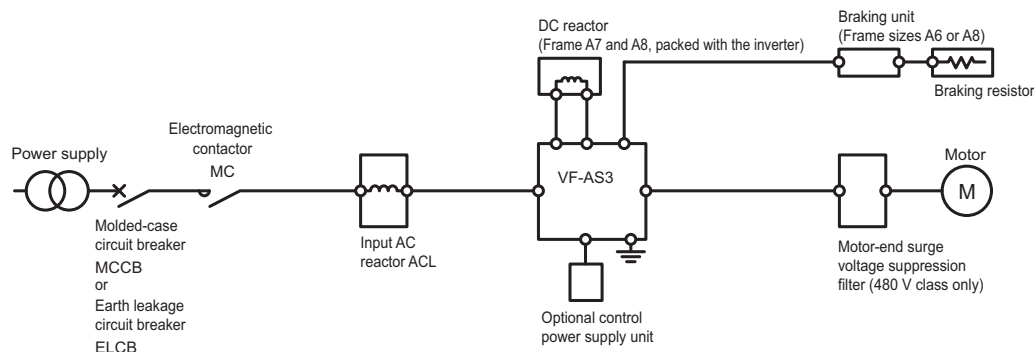 DC reactor
(Frame A7 and A8, packed with the inverter)
Braking unit
(Frame sizes A6 or A8)
Braking resistor
Power supply
Electromagnetic
contactor
MC
VF-AS3
Motor
M
Molded-case
circuit breaker
MCCB
or
Earth leakage
circuit breaker
ELCB
Input AC
reactor ACL
Optional control
power supply unit
Motor-end surge
voltage suppression
filter (480 V class only)